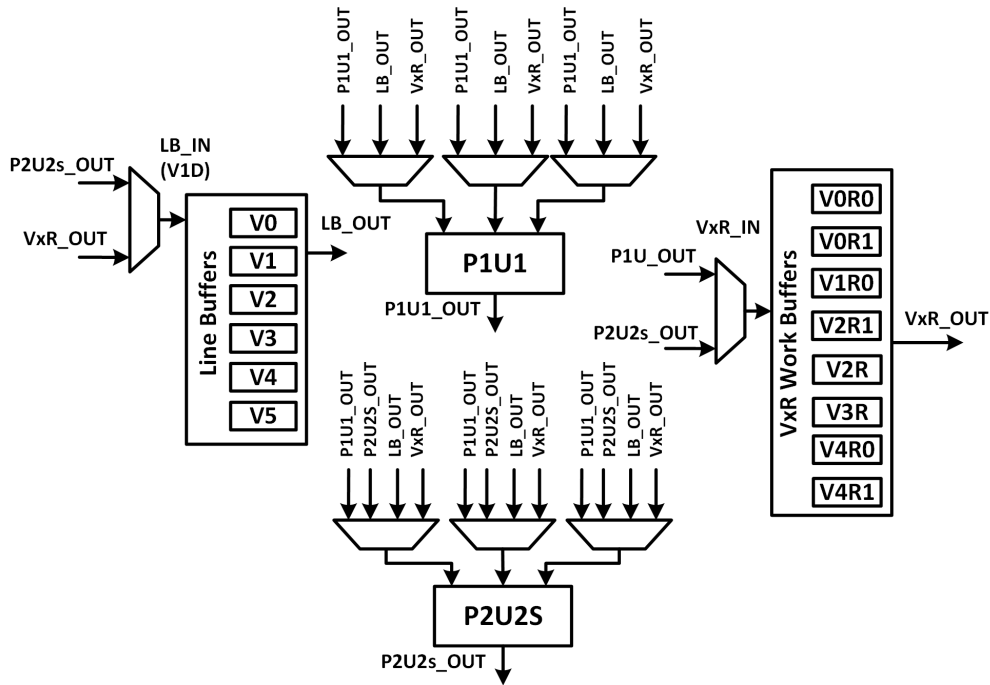 P1U1_OUT
LB_OUT
VxR_OUT
P1U1_OUT
LB_OUT
VxR_OUT
P1U1_OUT
LB_OUT
VxR_OUT
P2U2s_OUT
VxR_OUT
LB_IN
(V1D)
Line Buffers
V0
V1
V2
V3
V4
V5
LB_OUT
P1U1
P1U1_OUT
VxR_IN
P1U_OUT
P2U2s_OUT
VxR Work Buffers
V0R0
V0R1
V1R0
V2R1
V2R
V3R
V4R0
V4R1
VxR_OUT
P1U1_OUT
P2U2S_OUT
LB_OUT
VxR_OUT
P1U1_OUT
P2U2S_OUT
LB_OUT
VxR_OUT
P1U1_OUT
P2U2S_OUT
LB_OUT
VxR_OUT
P2U2S
P2U2s_OUT